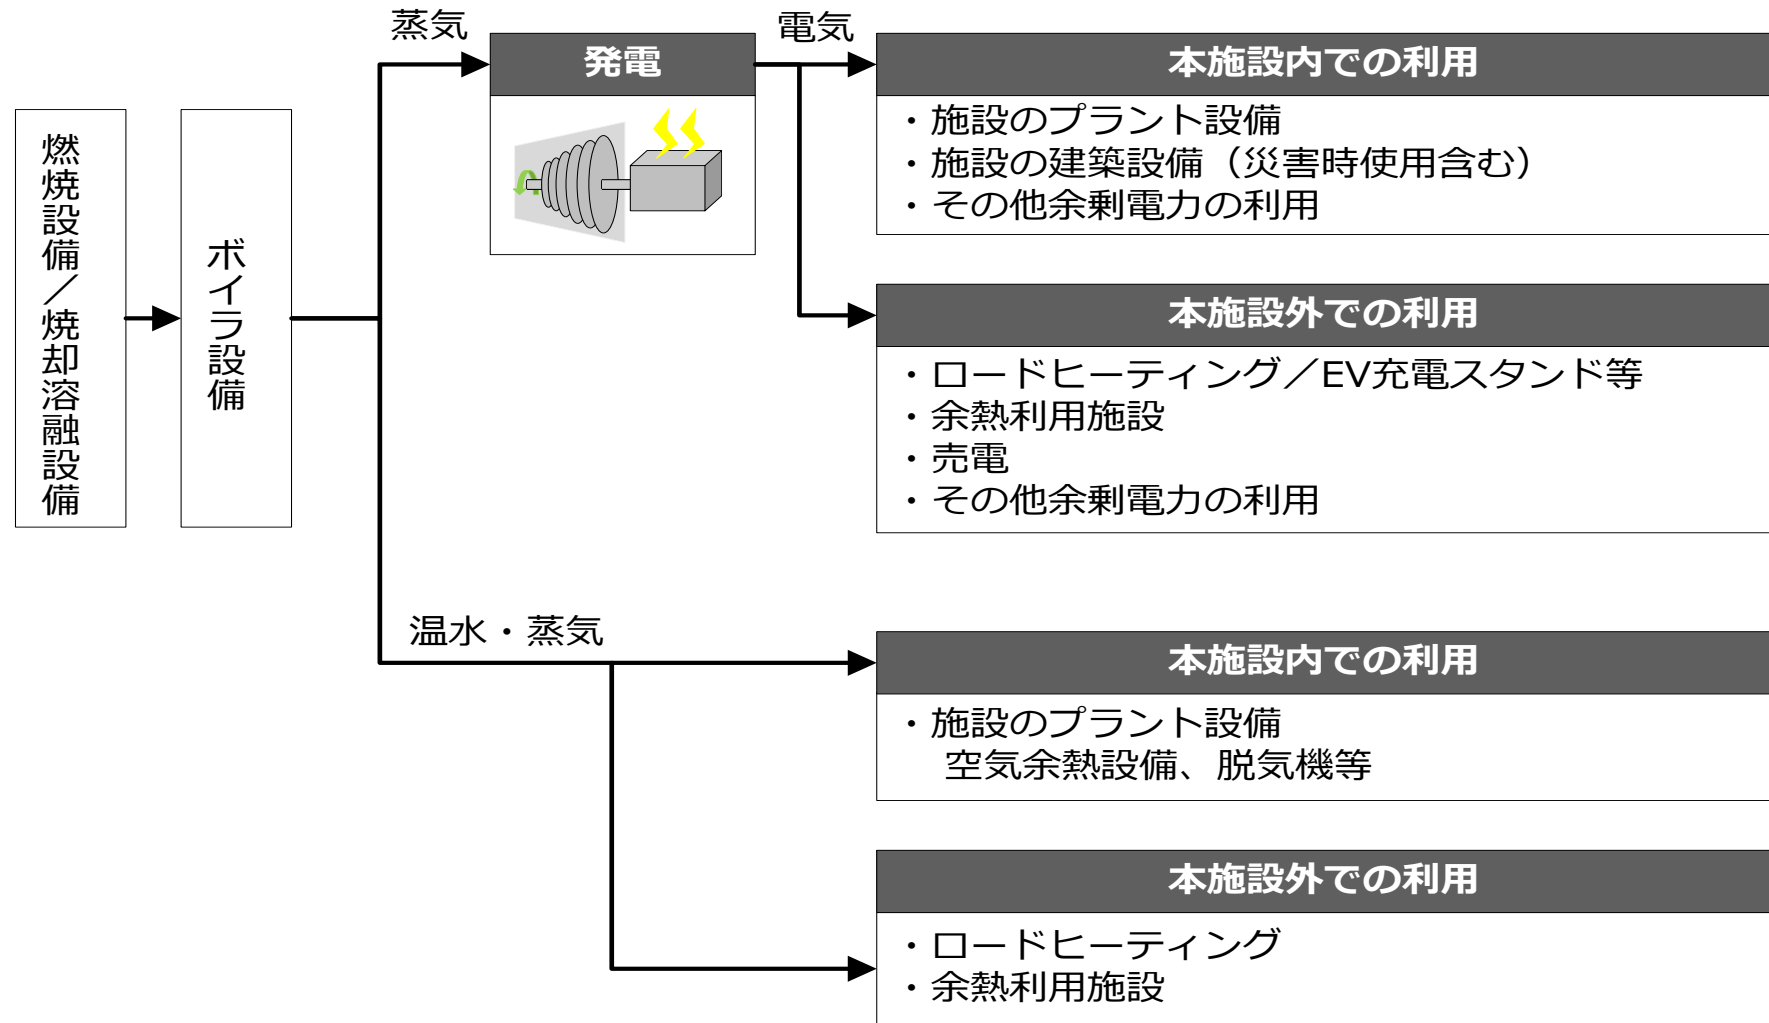 燃焼設備／焼却溶融設備
ボイラ設備
蒸気
発電
電気
本施設内での利用
・施設のプラント設備
・施設の建築設備（災害時使用含む）
・その他余剰電力の利用
本施設外での利用
・ロードヒーティング／EV充電スタンド等
・余熱利用施設
・売電
・その他余剰電力の利用
温水・蒸気
本施設内での利用
・施設のプラント設備
空気余熱設備、脱気機等
本施設外での利用
・ロードヒーティング
・余熱利用施設